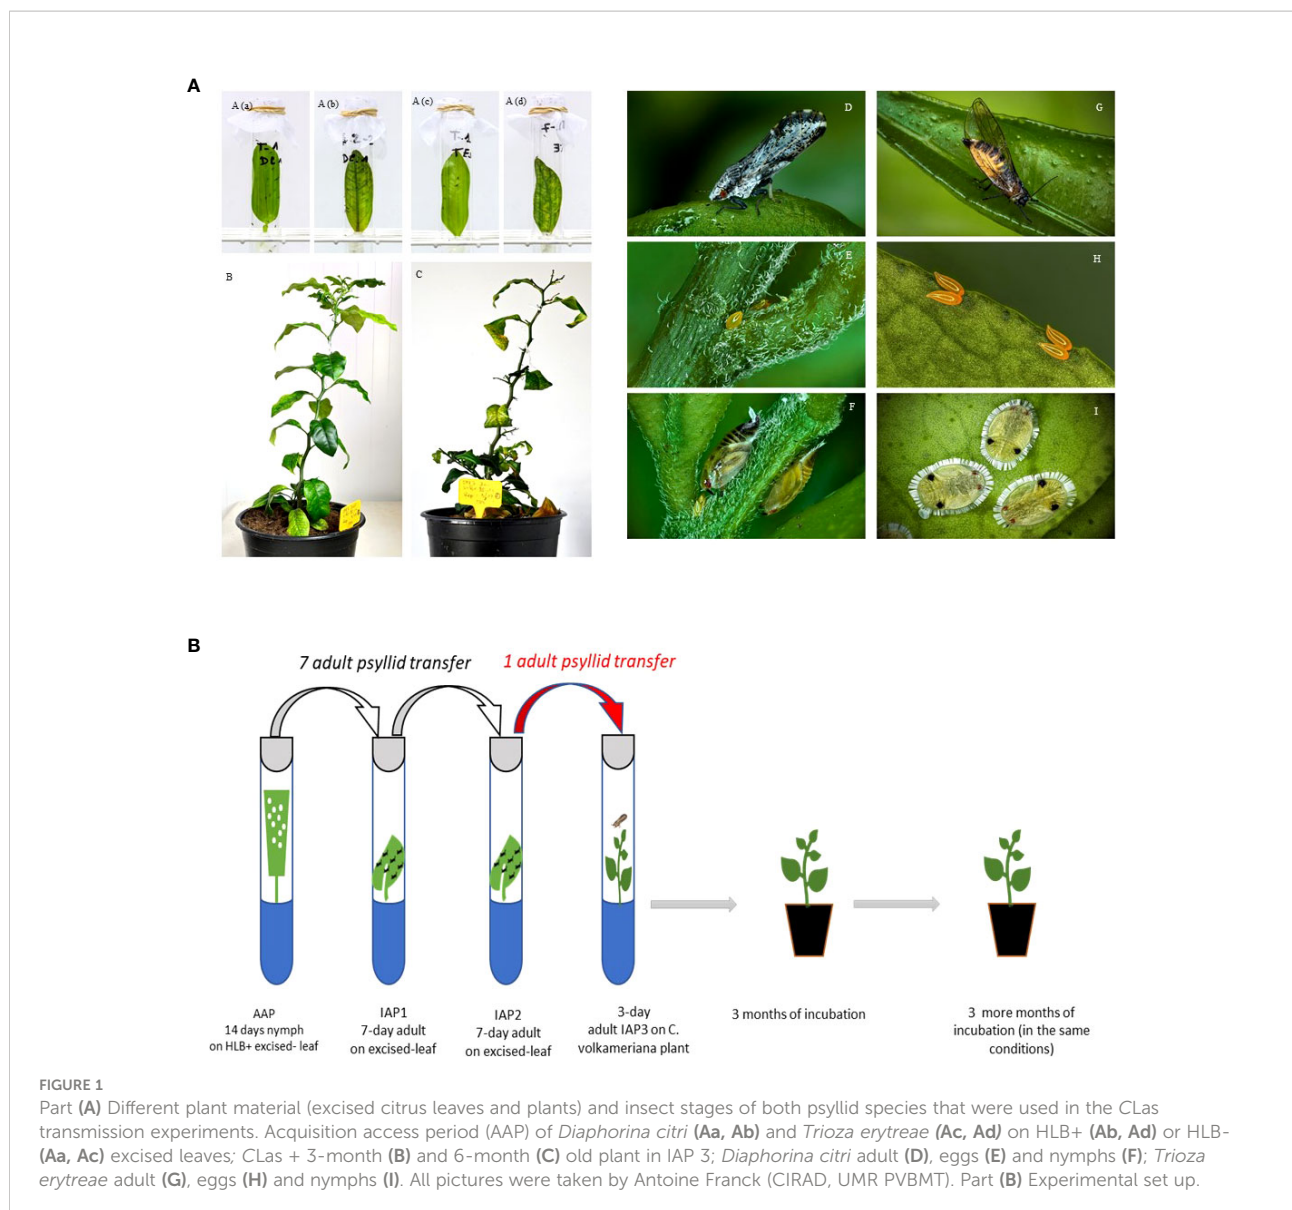 A
A (a)
A (b)
A (c)
A (d)
T-1
T-1
F-
DE1
TE
B
C
D
G
E
H
F
I
B
7 adult psyllid transfer
1 adult psyllid transfer
AAP
14 days nymph
on HLB+ excised- leaf
IAP1
7-day adult
on excised-leaf
IAP2
7-day adult
on excised-leaf
3-day
adult IAP3 on C.
volkameriana plant
3 months of incubation
3 more months of
incubation (in the same
conditions)
FIGURE 1
Part (A) Different plant material (excised citrus leaves and plants) and insect stages of both psyllid species that were used in the CLas
transmission experiments. Acquisition access period (AAP) of Diaphorina citri (Aa, Ab) and Trioza erytreae (Ac, Ad) on HLB+ (Ab, Ad) or HLB-
(Aa, Ac) excised leaves; CLas + 3-month (B) and 6-month (C) old plant in IAP 3; Diaphorina citri adult (D), eggs (E) and nymphs (F); Trioza
erytreae adult (G), eggs (H) and nymphs (I). All pictures were taken by Antoine Franck (CIRAD, UMR PVBMT). Part (B) Experimental set up.